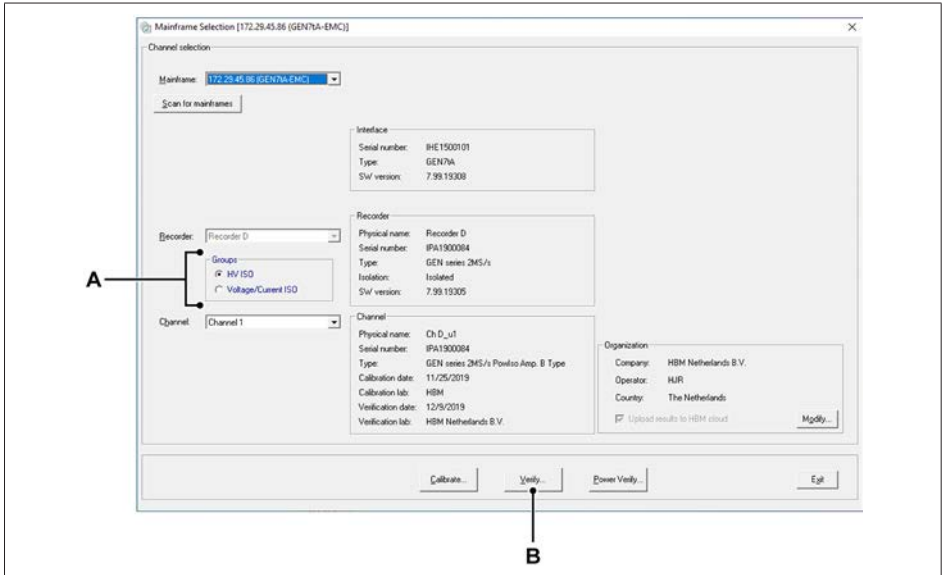 Mainframe Selection [172.29.45.86 (GEN7tA-EMC)]
Channel selection
Mainframe: 172.29.45.86 (GEN7tA-EMC)
Scan for mainframes
Interface
Serial number: IHE1500101
Type: GEN7tA
SW version: 7.99.19308
Recorder: Recorder D
Recorder
Physical name: Recorder D
Serial number: IPA1900084
Type: GEN series 2MS/s
Isolation: Isolated
SW version: 7.99.19305
A
Groups
HV ISO
Voltage/Current ISO
Channel: Channel 1
Channel
Physical name: Ch D_u1
Serial number: IPA1900084
Type: GEN series 2MS/s PowIso Amp. B Type
Calibration date: 11/25/2019
Calibration lab: HBM
Verification date: 12/9/2019
Verification lab: HBM Netherlands B.V.
Organization
Company: HBM Netherlands B.V.
Operator: HJR
Country: The Netherlands
Upload results to HBM cloud
Modify...
Calibrate...
Verify...
Power Verify...
Exit
B